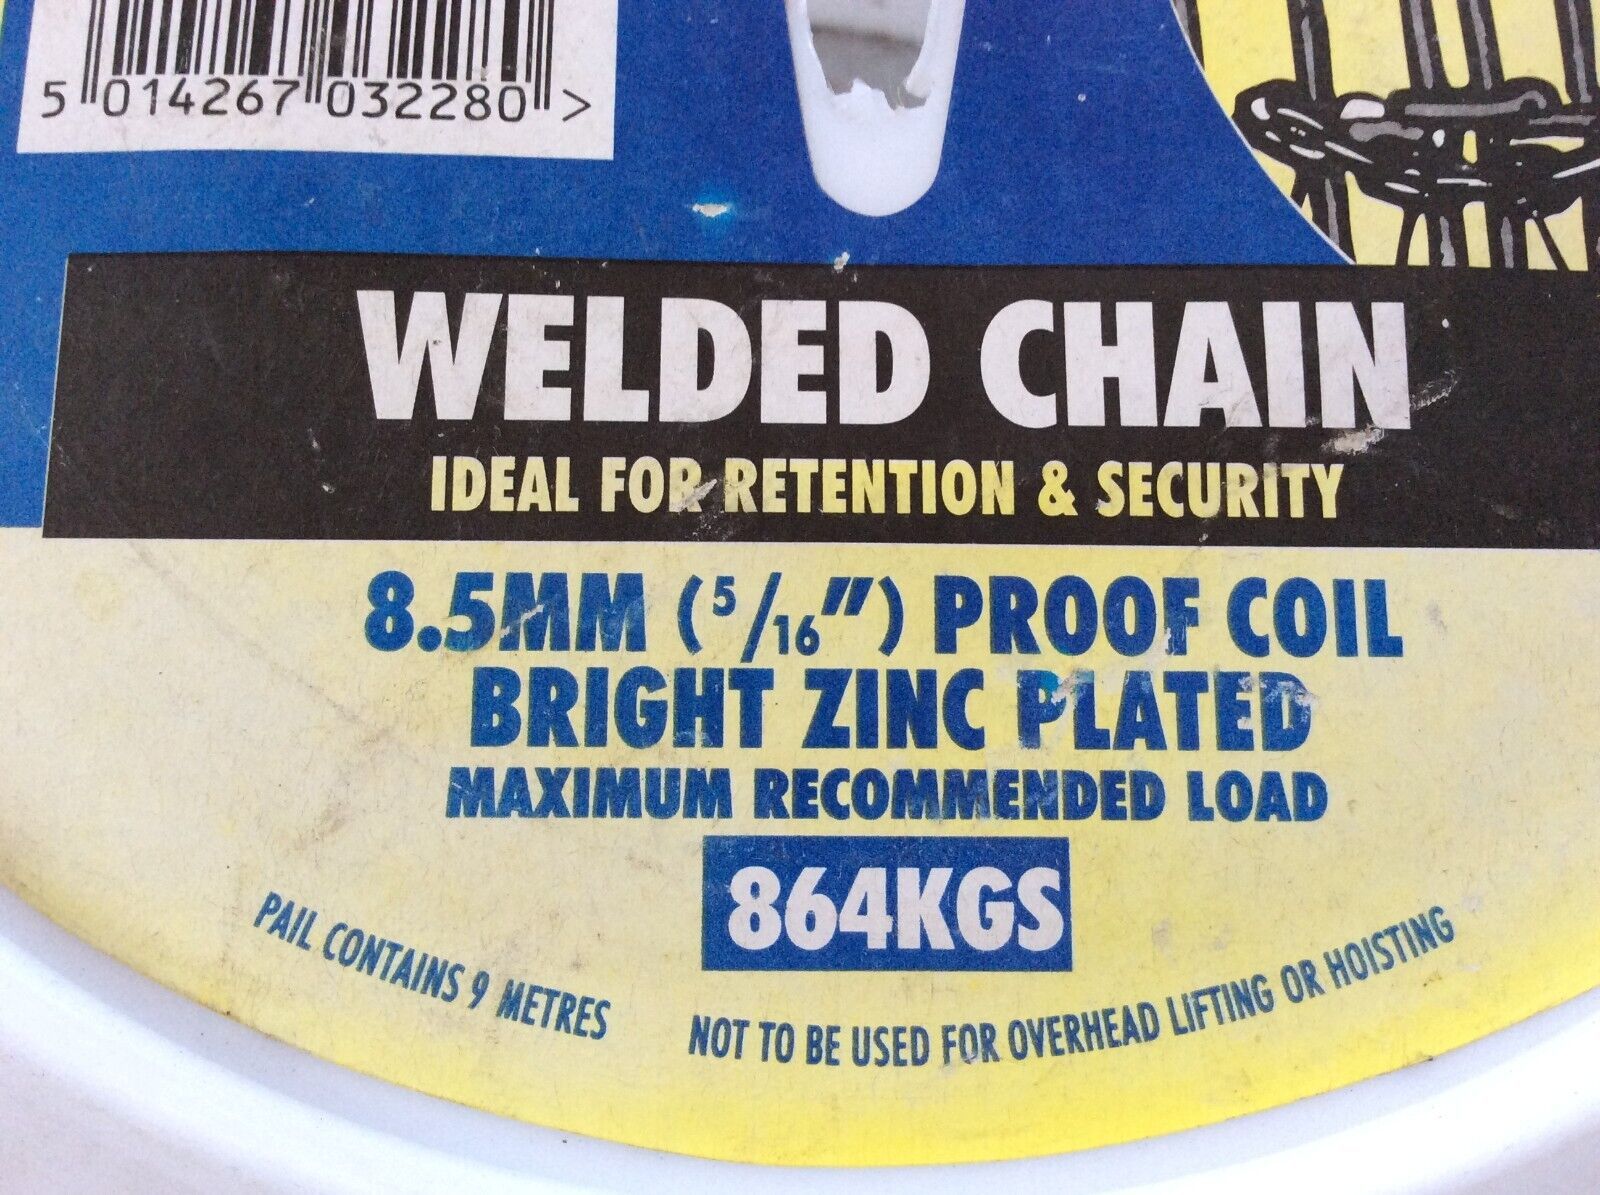 5 014267 032280 >
WELDED CHAIN
IDEAL FOR RETENTION & SECURITY
8.5MM (5/16") PROOF COIL
BRIGHT ZINC PLATED
MAXIMUM RECOMMENDED LOAD
864KGS
PAIL CONTAINS 9 METRES
NOT TO BE USED FOR OVERHEAD LIFTING OR HOISTING